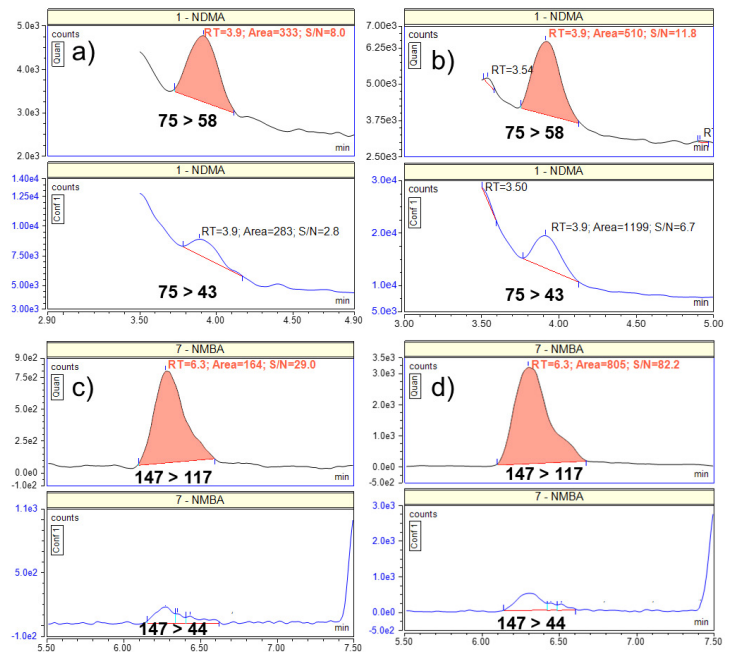 1 - NDMA
5.0e3
counts
Quan
a)
RT=3.9; Area=333; S/N=8.0
75 > 58
3.0e3
2.0e3
min
1 - NDMA
1.40e4
counts
Conf 1
1.25e4
1.00e4
RT=3.9; Area=283; S/N=2.8
7.50e3
75 > 43
5.00e3
3.00e3
min
2.90 3.50 4.00 4.90
1 - NDMA
7.00e3
counts
Quan
b)
RT=3.9; Area=510; S/N=11.8
6.25e3
RT=3.54
5.00e3
75 > 58
3.75e3
2.50e3
RT
min
1 - NDMA
3.0e4
counts
Conf 1
RT=3.50
RT=3.9; Area=1199; S/N=6.7
2.0e4
75 > 43
1.0e4
5.0e3
min
3.00 3.50 4.00 4.50 5.00
7 - NMBA
9.0e2
counts
Quan
c)
RT=6.3; Area=164; S/N=29.0
5.0e2
2.5e2
0.0e0
-1.0e2
147 > 117
min
7 - NMBA
1.1e3
counts
Conf 1
5.0e2
-1.0e2
147 > 44
min
5.50 6.00 6.50 7.00 7.50
7 - NMBA
3.5e3
counts
Quan
d)
RT=6.3; Area=805; S/N=82.2
3.0e3
2.0e3
1.0e3
0.0e0
-5.0e2
147 > 117
min
7 - NMBA
3.0e3
counts
Conf 1
2.0e3
1.0e3
0.0e0
-5.0e2
147 > 44
min
5.50 6.00 6.50 7.00 7.50